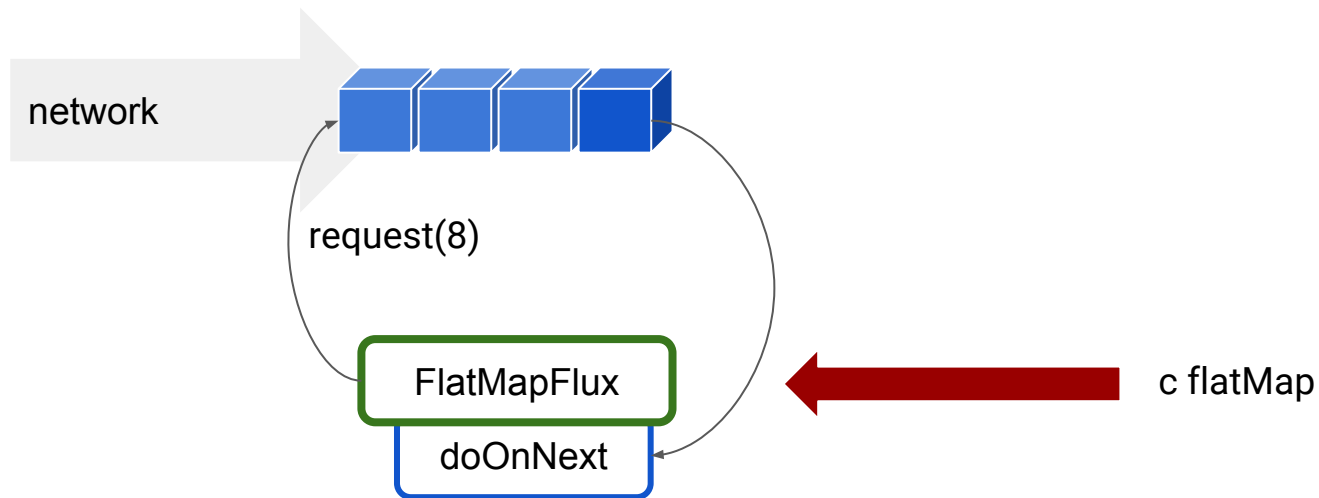 network
request(8)
FlatMapFlux
c flatMap
doOnNext